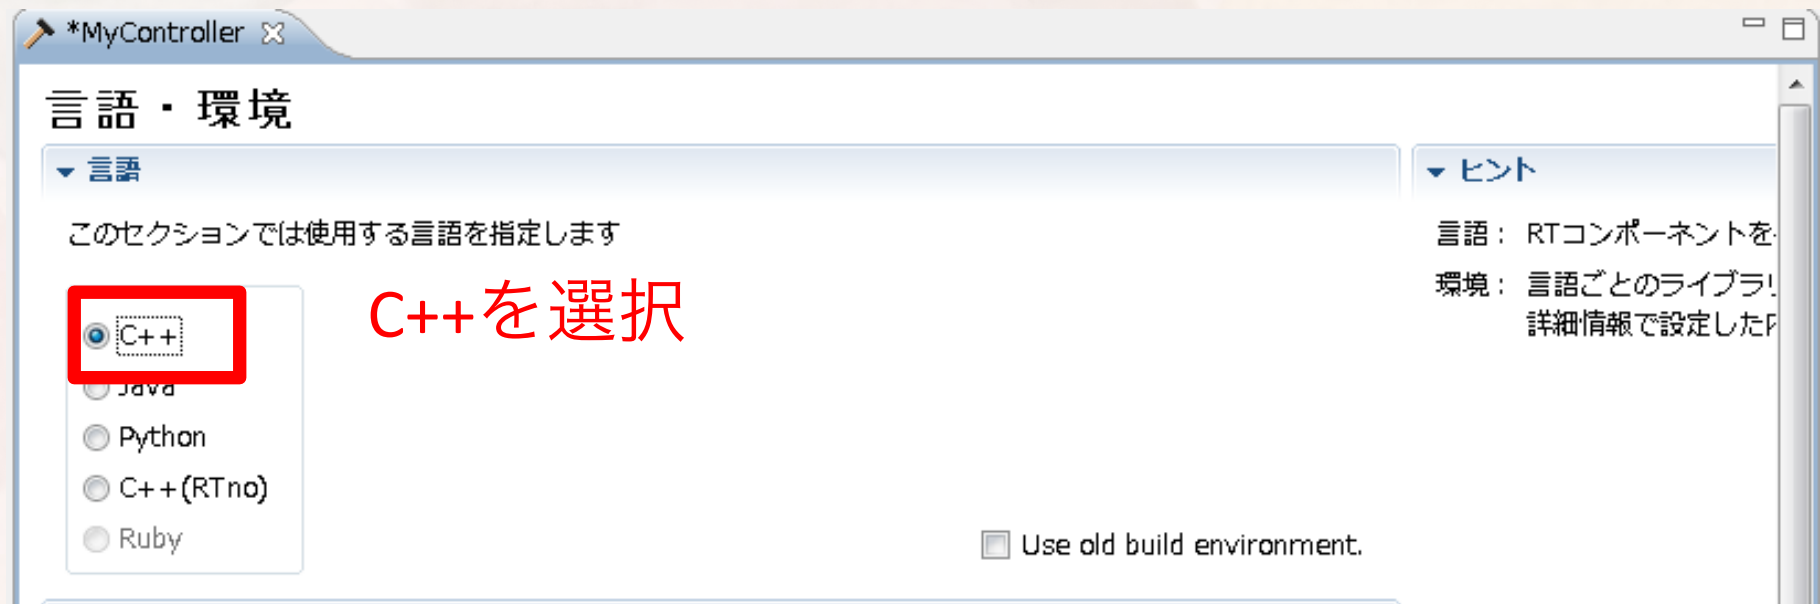 *MyController
言語・環境
言語
このセクションでは使用する言語を指定します
C++を選択
C++
Java
Python
C++(RTno)
Ruby
Use old build environment.
ヒント
言語： RTコンポーネントを
環境： 言語ごとのライブラリ
詳細情報で設定した